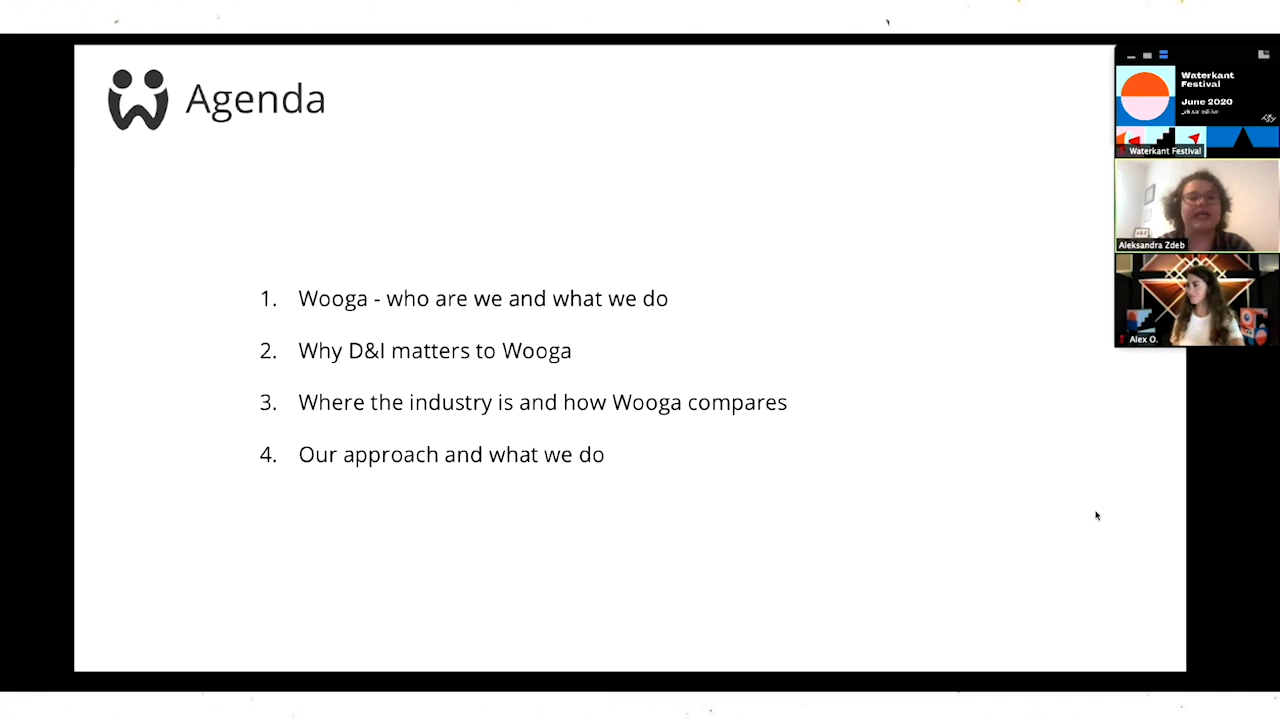 Agenda
1. Wooga - who are we and what we do
2. Why D&I matters to Wooga
3. Where the industry is and how Wooga compares
4. Our approach and what we do
Waterkant
Festival
June 2020
Waterkant Festival
Aleksandra Zdeb
Alex O.